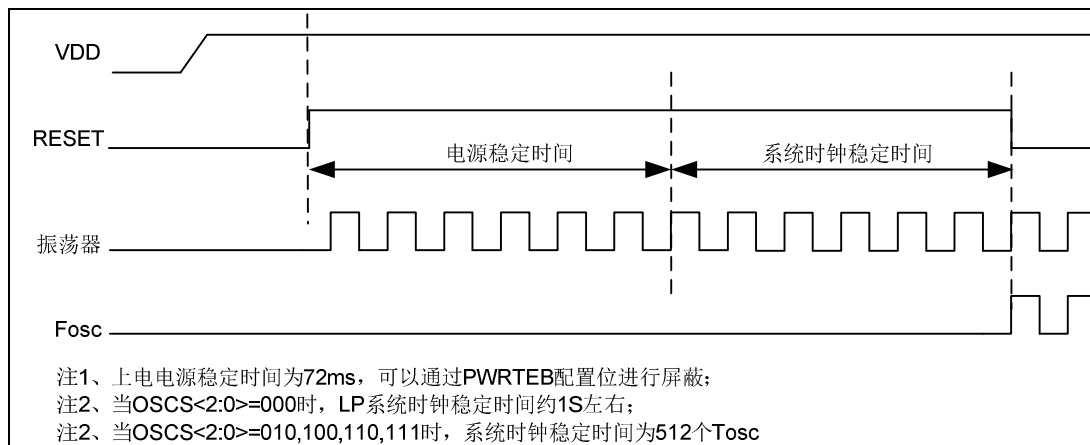 VDD
RESET
电源稳定时间
系统时钟稳定时间
振荡器
Fosc
注1、上电电源稳定时间为72ms，可以通过PWRTEB配置位进行屏蔽；
注2、当OSCS<2:0>=000时，LP系统时钟稳定时间约1S左右；
注2、当OSCS<2:0>=010,100,110,111时，系统时钟稳定时间为512个Tosc